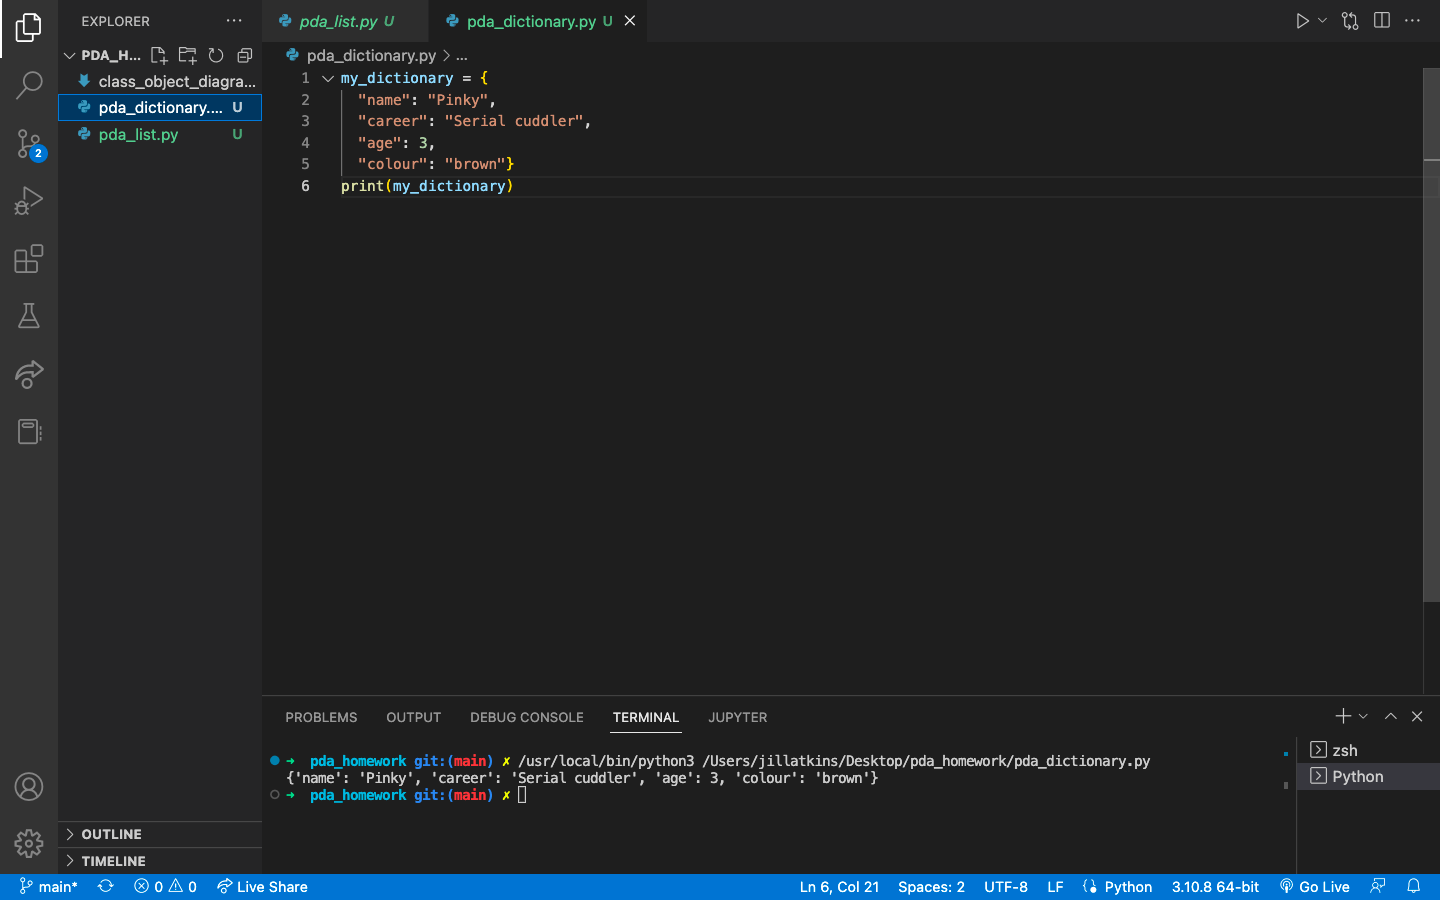 EXPLORER
pda_list.py U
pda_dictionary.py U
PDA_H...
class_object_diagra...
pda_dictionary.... U
pda_list.py U
2
pda_dictionary.py > ...
1 my_dictionary = {
2 "name": "Pinky",
3 "career": "Serial cuddler",
4 "age": 3,
5 "colour": "brown"}
6 print(my_dictionary)
PROBLEMS OUTPUT DEBUG CONSOLE TERMINAL JUPYTER
➜ pda_homework git:(main) ✗ /usr/local/bin/python3 /Users/jillatkins/Desktop/pda_homework/pda_dictionary.py
{'name': 'Pinky', 'career': 'Serial cuddler', 'age': 3, 'colour': 'brown'}
➜ pda_homework git:(main) ✗
zsh
Python
OUTLINE
TIMELINE
main* 0 0 Live Share Ln 6, Col 21 Spaces: 2 UTF-8 LF Python 3.10.8 64-bit Go Live